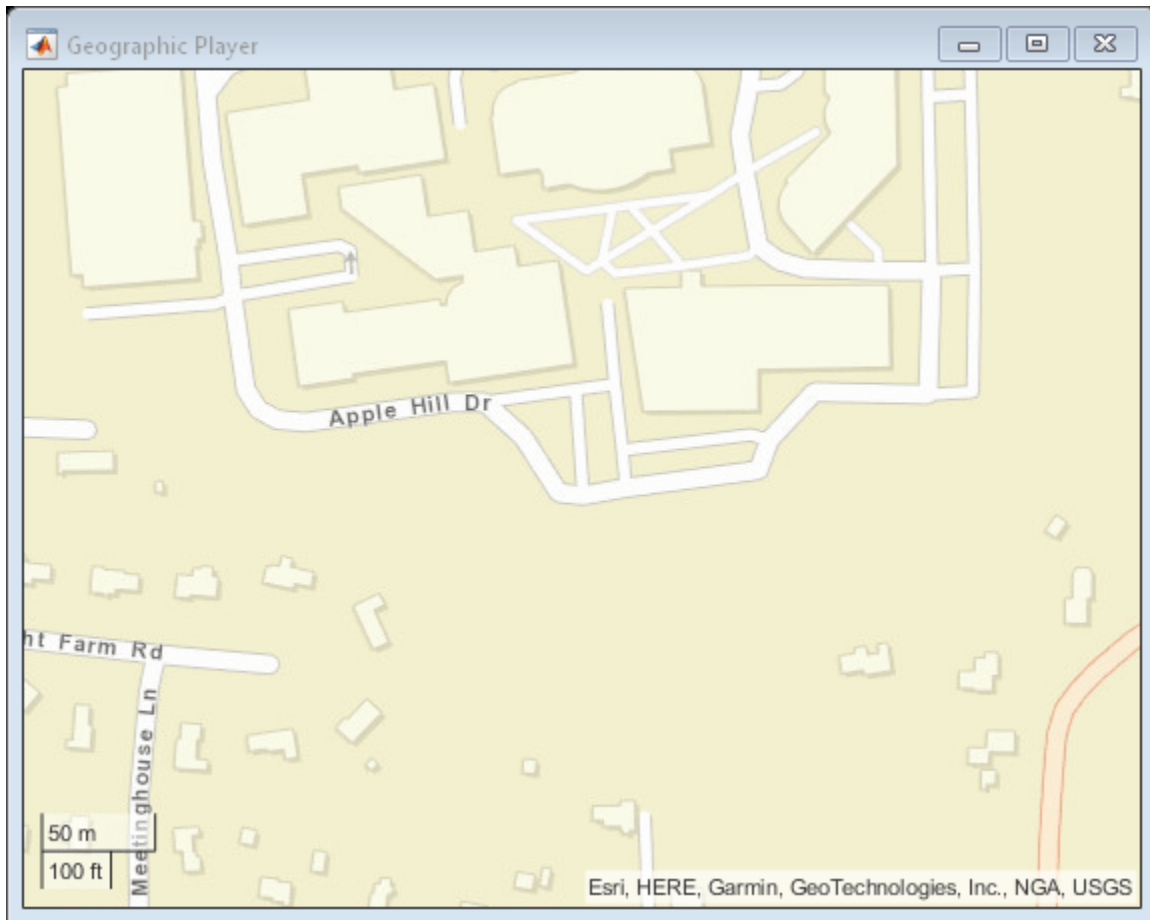 Geographic Player
Apple Hill Dr
ht Farm Rd
Meetinghouse Ln
50 m
100 ft
Esri, HERE, Garmin, GeoTechnologies, Inc., NGA, USGS